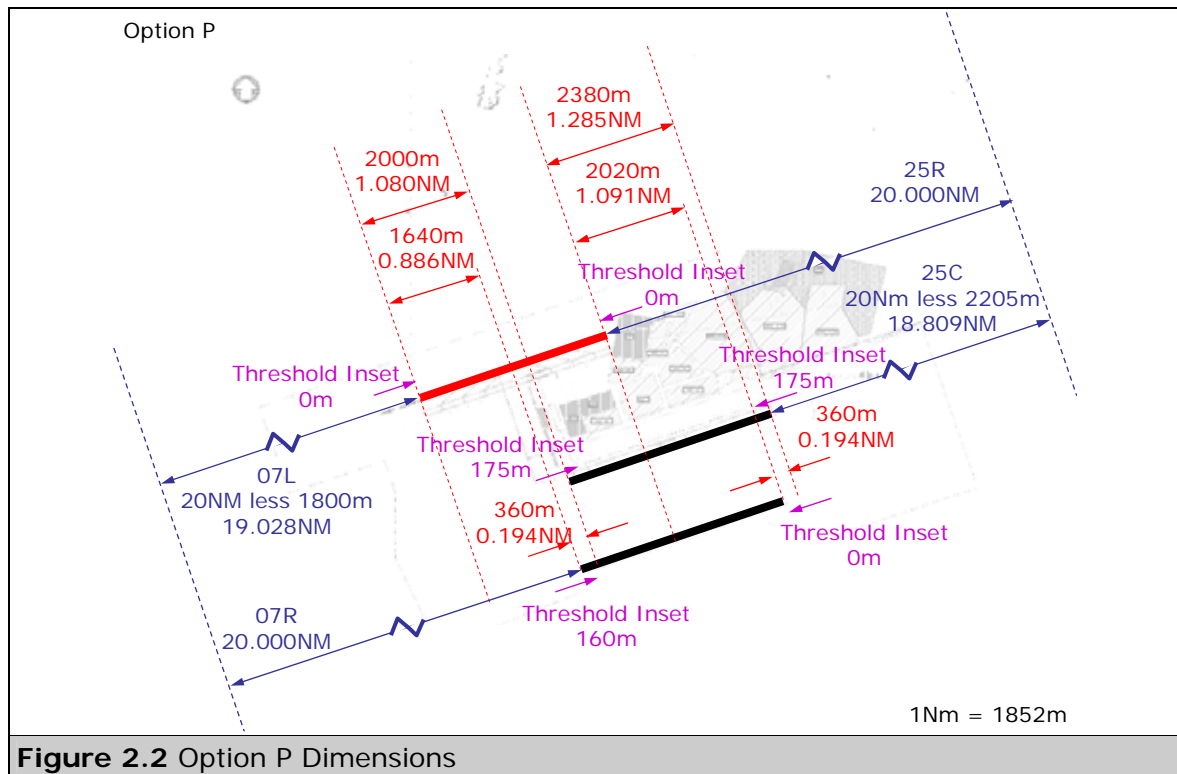 Option P
2380m
1.285NM
2000m
1.080NM
2020m
1.091NM
25R
20.000NM
1640m
0.886NM
Threshold Inset
0m
25C
20Nm less 2205m
18.809NM
Threshold Inset
0m
Threshold Inset
175m
360m
0.194NM
Threshold Inset
175m
07L
20NM less 1800m
19.028NM
360m
0.194NM
Threshold Inset
0m
07R
20.000NM
Threshold Inset
160m
1Nm = 1852m
Figure 2.2 Option P Dimensions